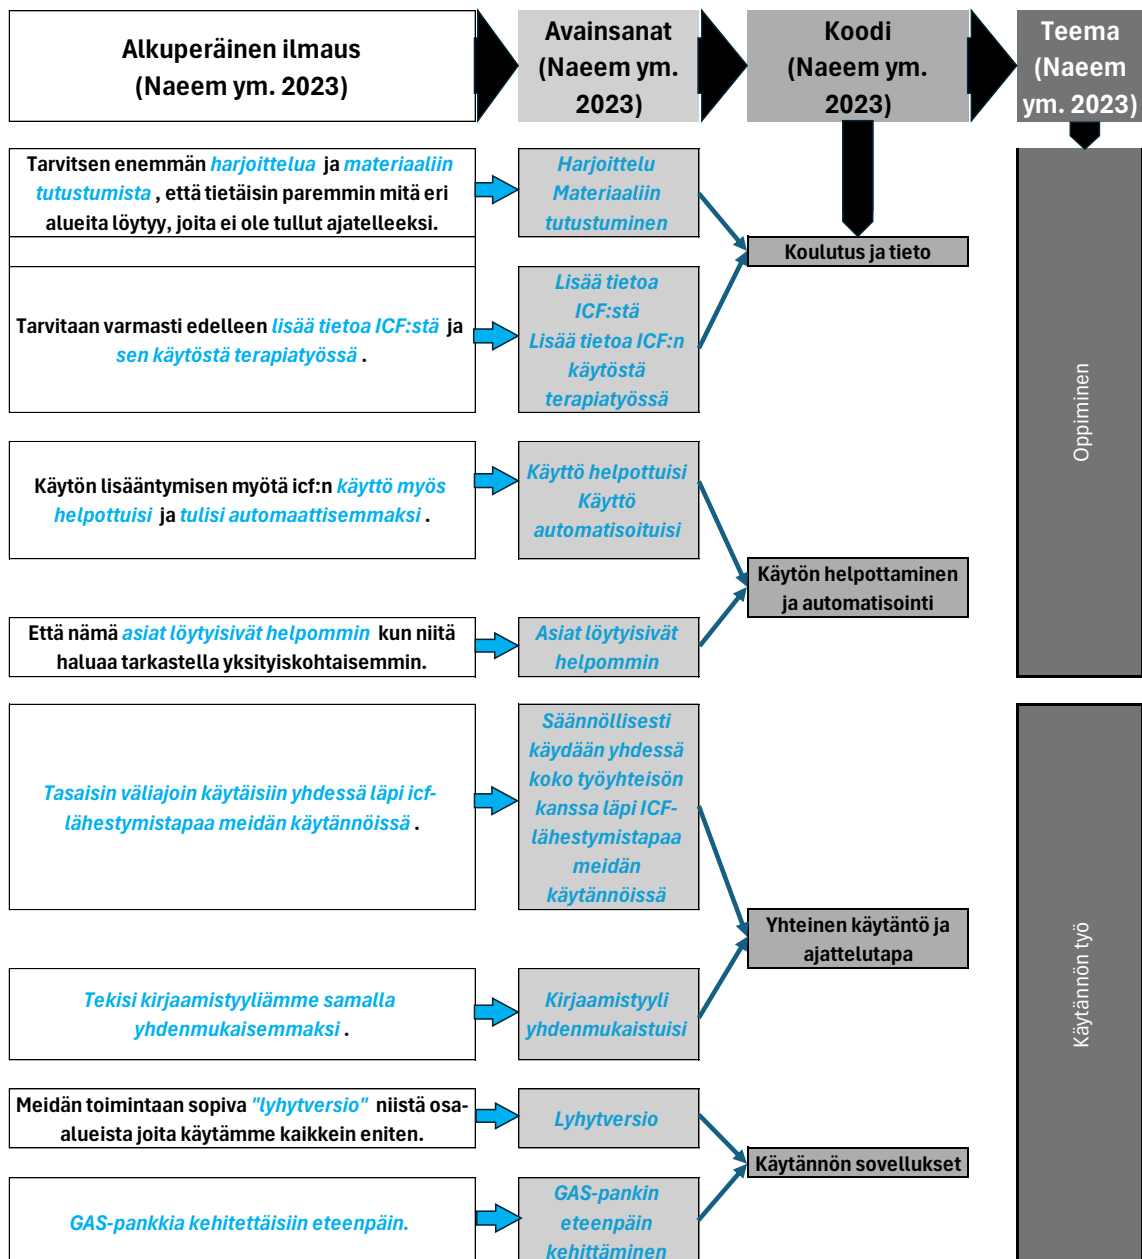 Alkuperäinen ilmaus
(Naeem ym. 2023)
Avainsanat
(Naeem ym.
2023)
Koodi
(Naeem ym.
2023)
Teema
(Naeem
ym. 2023)
Tarvitsen enemmän harjoittelua ja materiaaliin
tutustumista , että tietäisin paremmin mitä eri
alueita löytyy, joita ei ole tullut ajatelleeksi.
Harjoittelu
Materiaaliin
tutustuminen
Koulutus ja tieto
Tarvitaan varmasti edelleen lisää tietoa ICF:stä ja
sen käytöstä terapiatyössä .
Lisää tietoa
ICF:stä
Lisää tietoa ICF:n
käytöstä
terapiatyössä
Oppiminen
Käytön lisääntymisen myötä icf:n käyttö myös
helpottuisi ja tulisi automaattisemmaksi .
Käyttö helpottuisi
Käyttö
automatisoituisi
Käytön helpottaminen
ja automatisointi
Että nämä asiat löytyisivät helpommin kun niitä
haluaa tarkastella yksityiskohtaisemmin.
Asiat löytyisivät
helpommin
Tasaisin väliajoin käytäisiin yhdessä läpi icf-
lähestymistapaa meidän käytännöissä .
Säännöllisesti
käydään yhdessä
koko työyhteisön
kanssa läpi ICF-
lähestymistapaa
meidän
käytännöissä
Yhteinen käytäntö ja
ajattelutapa
Käytännön työ
Tekisi kirjaamistyyliämme samalla
yhdenmukaisemmaksi .
Kirjaamistyyli
yhdenmukaistuisi
Meidän toimintaan sopiva "lyhytversio" niistä osa-
alueista joita käytämme kaikkein eniten.
Lyhytversio
Käytännön sovellukset
GAS-pankkia kehitettäisiin eteenpäin.
GAS-pankin
eteenpäin
kehittäminen